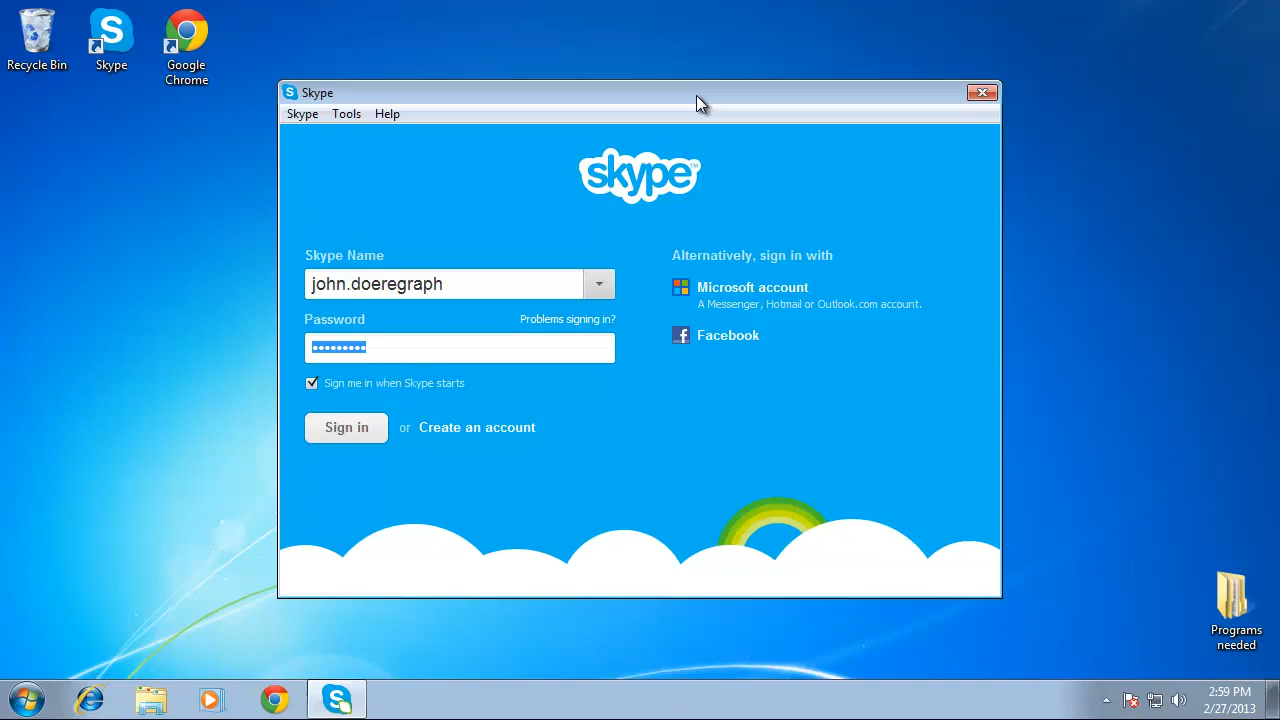 Recycle Bin
Skype
Google
Chrome
Skype
Skype Tools Help
skype™
Skype Name
john.doeregraph
Password
Problems signing in?
•••••••••
Sign me in when Skype starts
Sign in or Create an account
Alternatively, sign in with
Microsoft account
A Messenger, Hotmail or Outlook.com account.
Facebook
Programs
needed
2:59 PM
2/27/2013